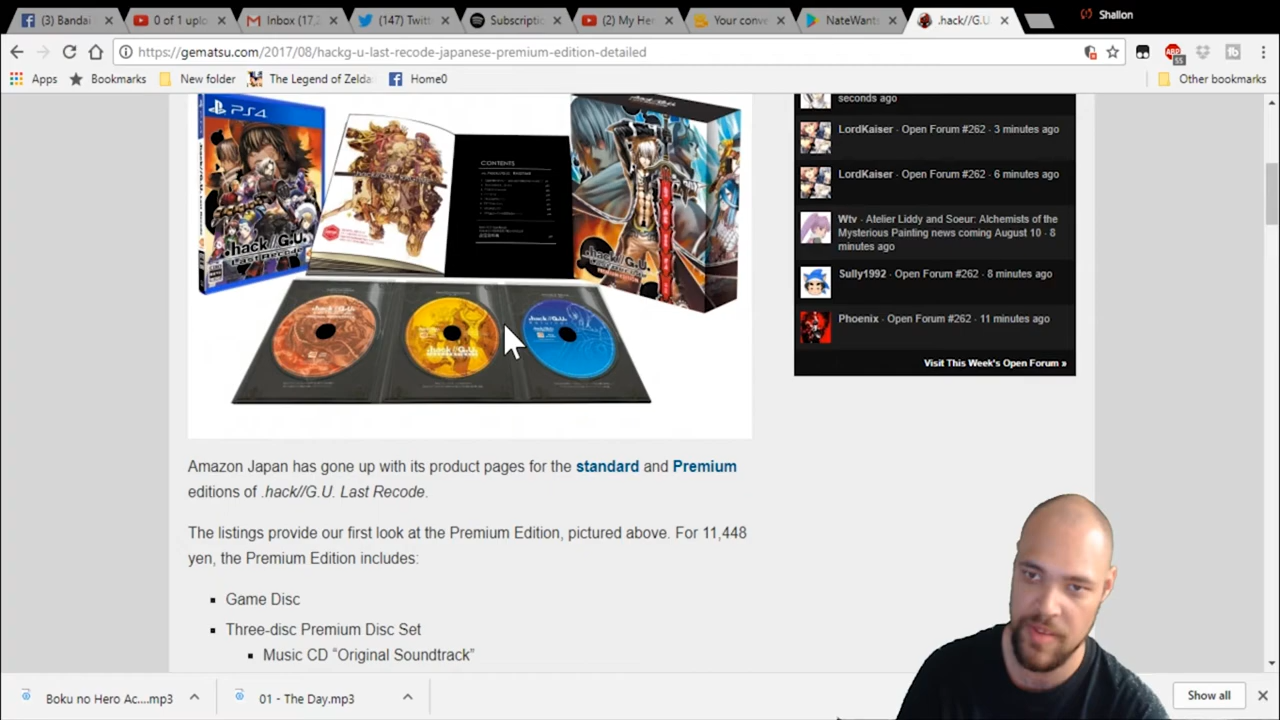 (3) Bandai
0 of 1 uplo
Inbox (17,2
(147) Twitt
Subscriptic
(2) My He
Your conve
NateWants
.hack//G.U
Shallon
https://gematsu.com/2017/08/hackg-u-last-recode-japanese-premium-edition-detailed
ABP
55
Apps
Bookmarks
New folder
The Legend of Zelda
Home0
Other bookmarks
PS4
CONTENTS
.hack//G.U.
LAST RECODE
.hack//G.U.
seconds ago
LordKaiser · Open Forum #262 · 3 minutes ago
LordKaiser · Open Forum #262 · 6 minutes ago
Wtv · Atelier Liddy and Soeur: Alchemists of the
Mysterious Painting news coming August 10 · 8
minutes ago
Sully1992 · Open Forum #262 · 8 minutes ago
Phoenix · Open Forum #262 · 11 minutes ago
Visit This Week's Open Forum »
Amazon Japan has gone up with its product pages for the standard and Premium
editions of .hack//G.U. Last Recode.
The listings provide our first look at the Premium Edition, pictured above. For 11,448
yen, the Premium Edition includes:
Game Disc
Three-disc Premium Disc Set
Music CD “Original Soundtrack”
Boku no Hero Ac....mp3
01 - The Day.mp3
Show all